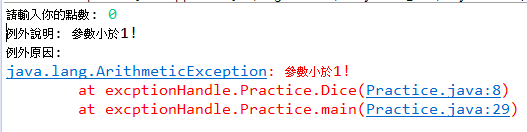 請輸入你的點數: 0
例外說明: 參數小於1!
例外原因:
java.lang.ArithmeticException: 參數小於1!
at excptionHandle.Practice.Dice(Practice.java:8)
at excptionHandle.Practice.main(Practice.java:29)